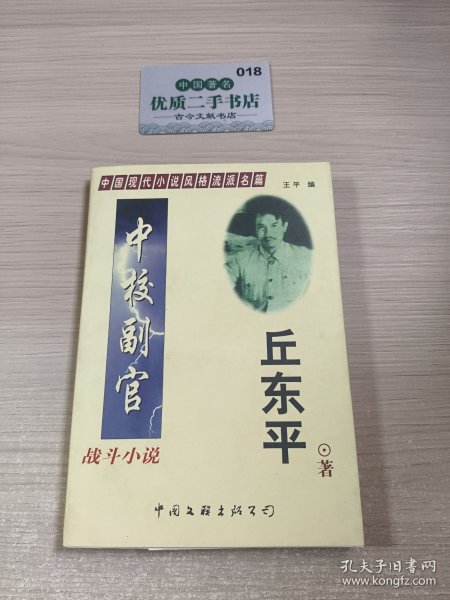 018
中国著名
优质二手书店
古今文献书店
中国现代小说风格流派名篇
王平 编
中校副官
丘东平
⊙著
战斗小说
中国文联出版公司
孔夫子旧书网
www.kongfz.com